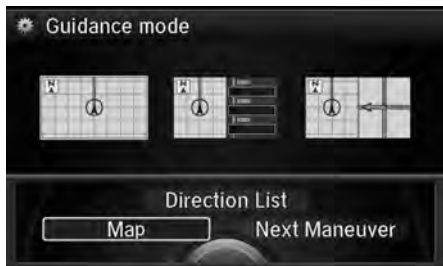 Guidance mode
N
N
N
Direction List
Map Next Maneuver